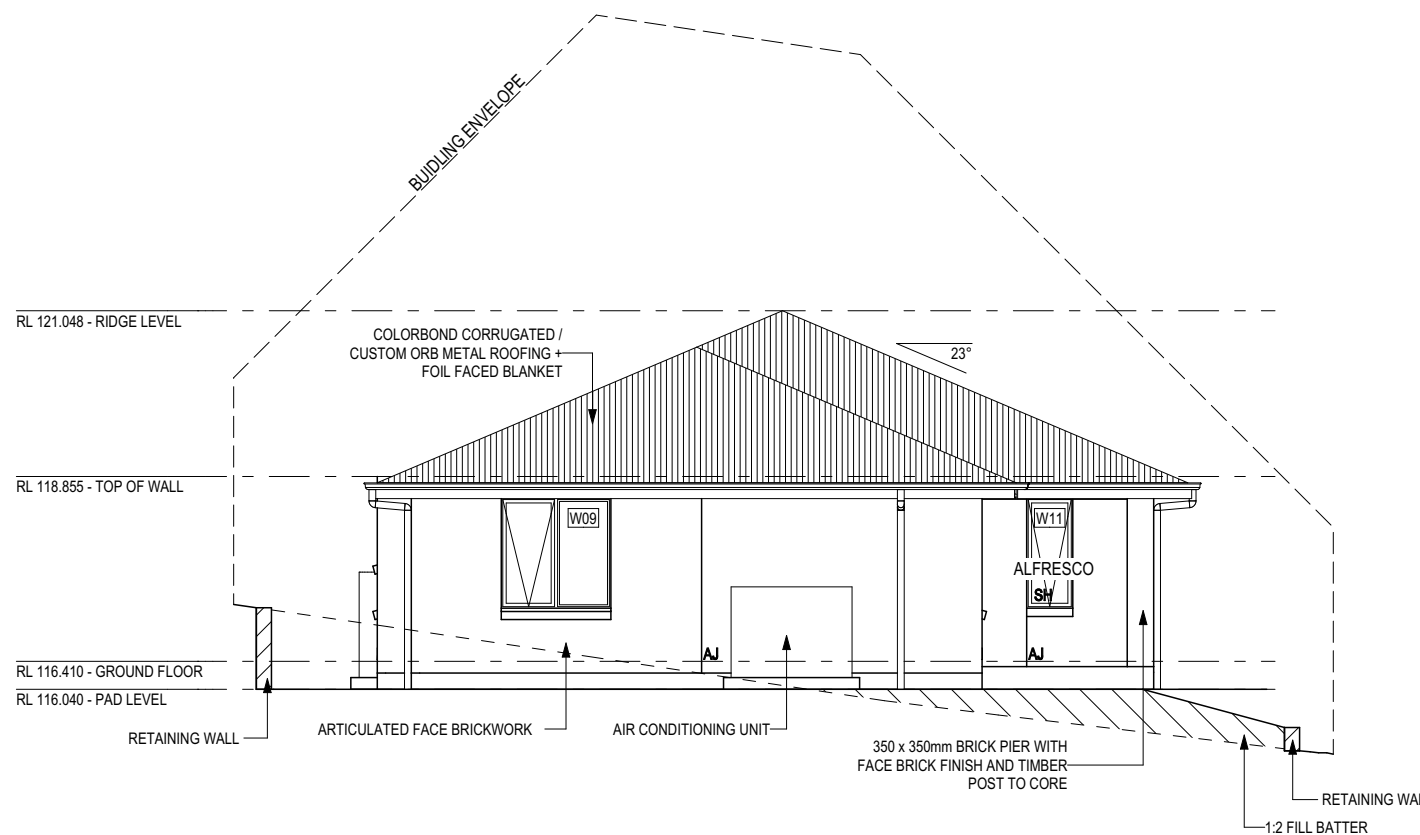 BUIDLING ENVELOPE
RL 121.048 - RIDGE LEVEL
COLORBOND CORRUGATED /
CUSTOM ORB METAL ROOFING +
FOIL FACED BLANKET
23°
RL 118.855 - TOP OF WALL
W09
W11
ALFRESCO
SH
AJ
AJ
RL 116.410 - GROUND FLOOR
RL 116.040 - PAD LEVEL
RETAINING WALL
ARTICULATED FACE BRICKWORK
AIR CONDITIONING UNIT
350 x 350mm BRICK PIER WITH
FACE BRICK FINISH AND TIMBER
POST TO CORE
RETAINING WA
1:2 FILL BATTER